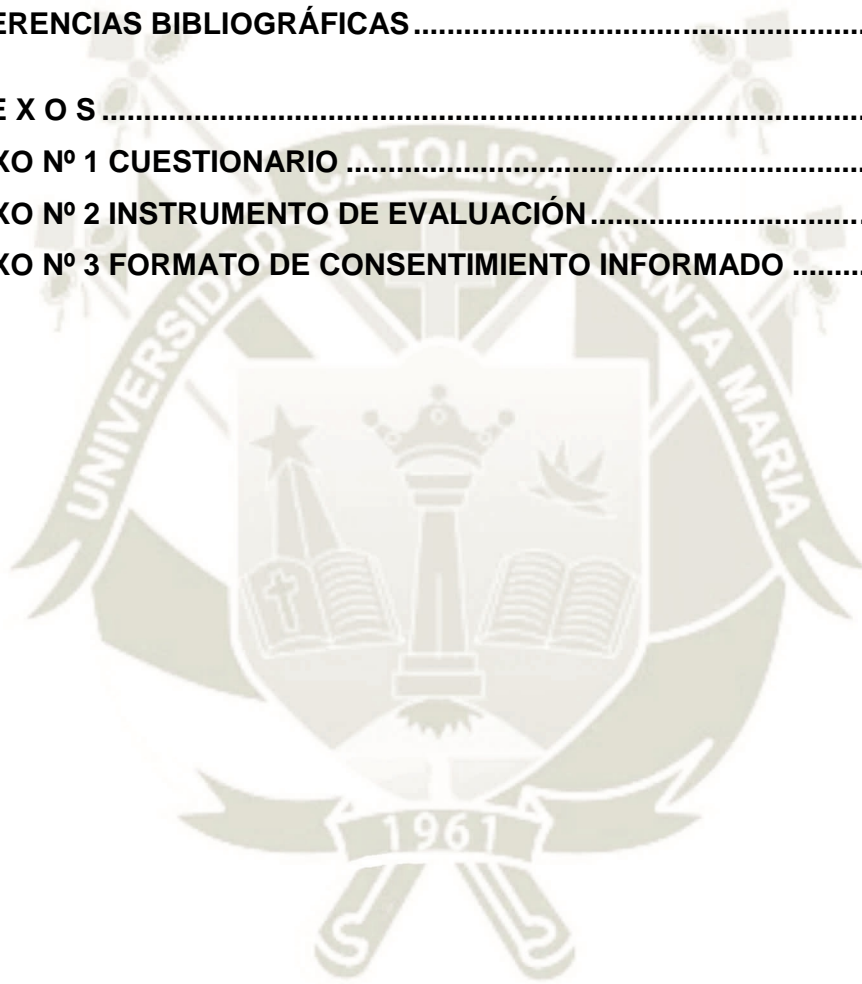 ERENCIAS BIBLIOGRÁFICAS........................................................
E X O S........................................................................................
XO Nº 1 CUESTIONARIO ..............................................................
XO Nº 2 INSTRUMENTO DE EVALUACIÓN.................................
XO Nº 3 FORMATO DE CONSENTIMIENTO INFORMADO .........
UNIVERSIDAD CATOLICA SANTA MARIA
1961